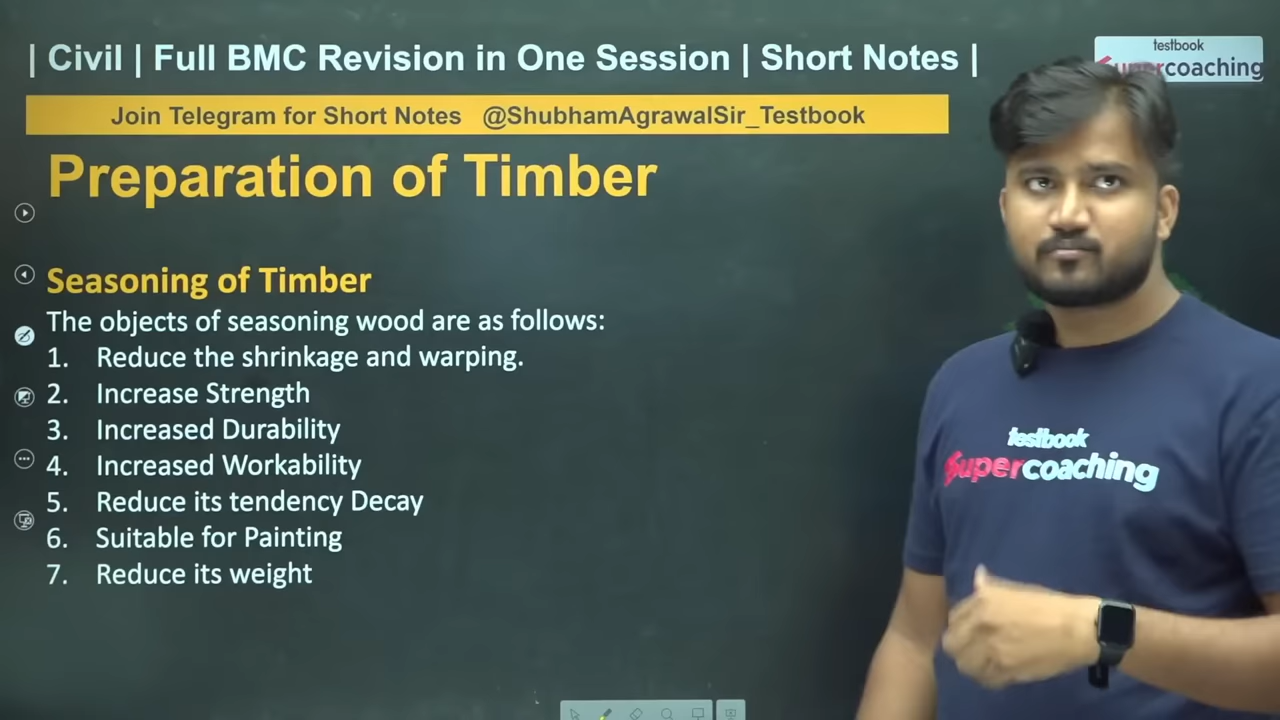 | Civil | Full BMC Revision in One Session | Short Notes |
testbook
Supercoaching
Join Telegram for Short Notes @ShubhamAgrawalSir_Testbook
Preparation of Timber
Seasoning of Timber
The objects of seasoning wood are as follows:
1. Reduce the shrinkage and warping.
2. Increase Strength
3. Increased Durability
4. Increased Workability
5. Reduce its tendency Decay
6. Suitable for Painting
7. Reduce its weight
testbook
Supercoaching